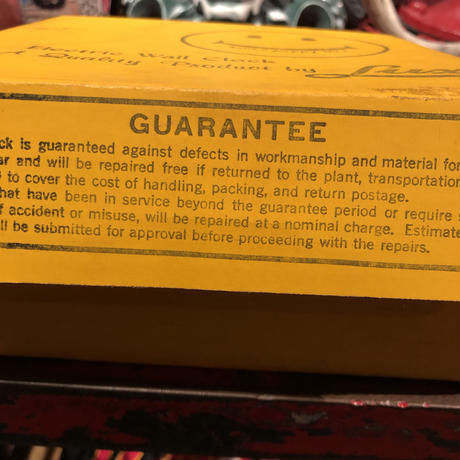 Electric Wall Clock
A Quality Product by
GUARANTEE
ck is guaranteed against defects in workmanship and material for
ar and will be repaired free if returned to the plant, transportation
to cover the cost of handling, packing, and return postage.
hat have been in service beyond the guarantee period or require
f accident or misuse, will be repaired at a nominal charge. Estimate
ll be submitted for approval before proceeding with the repairs.